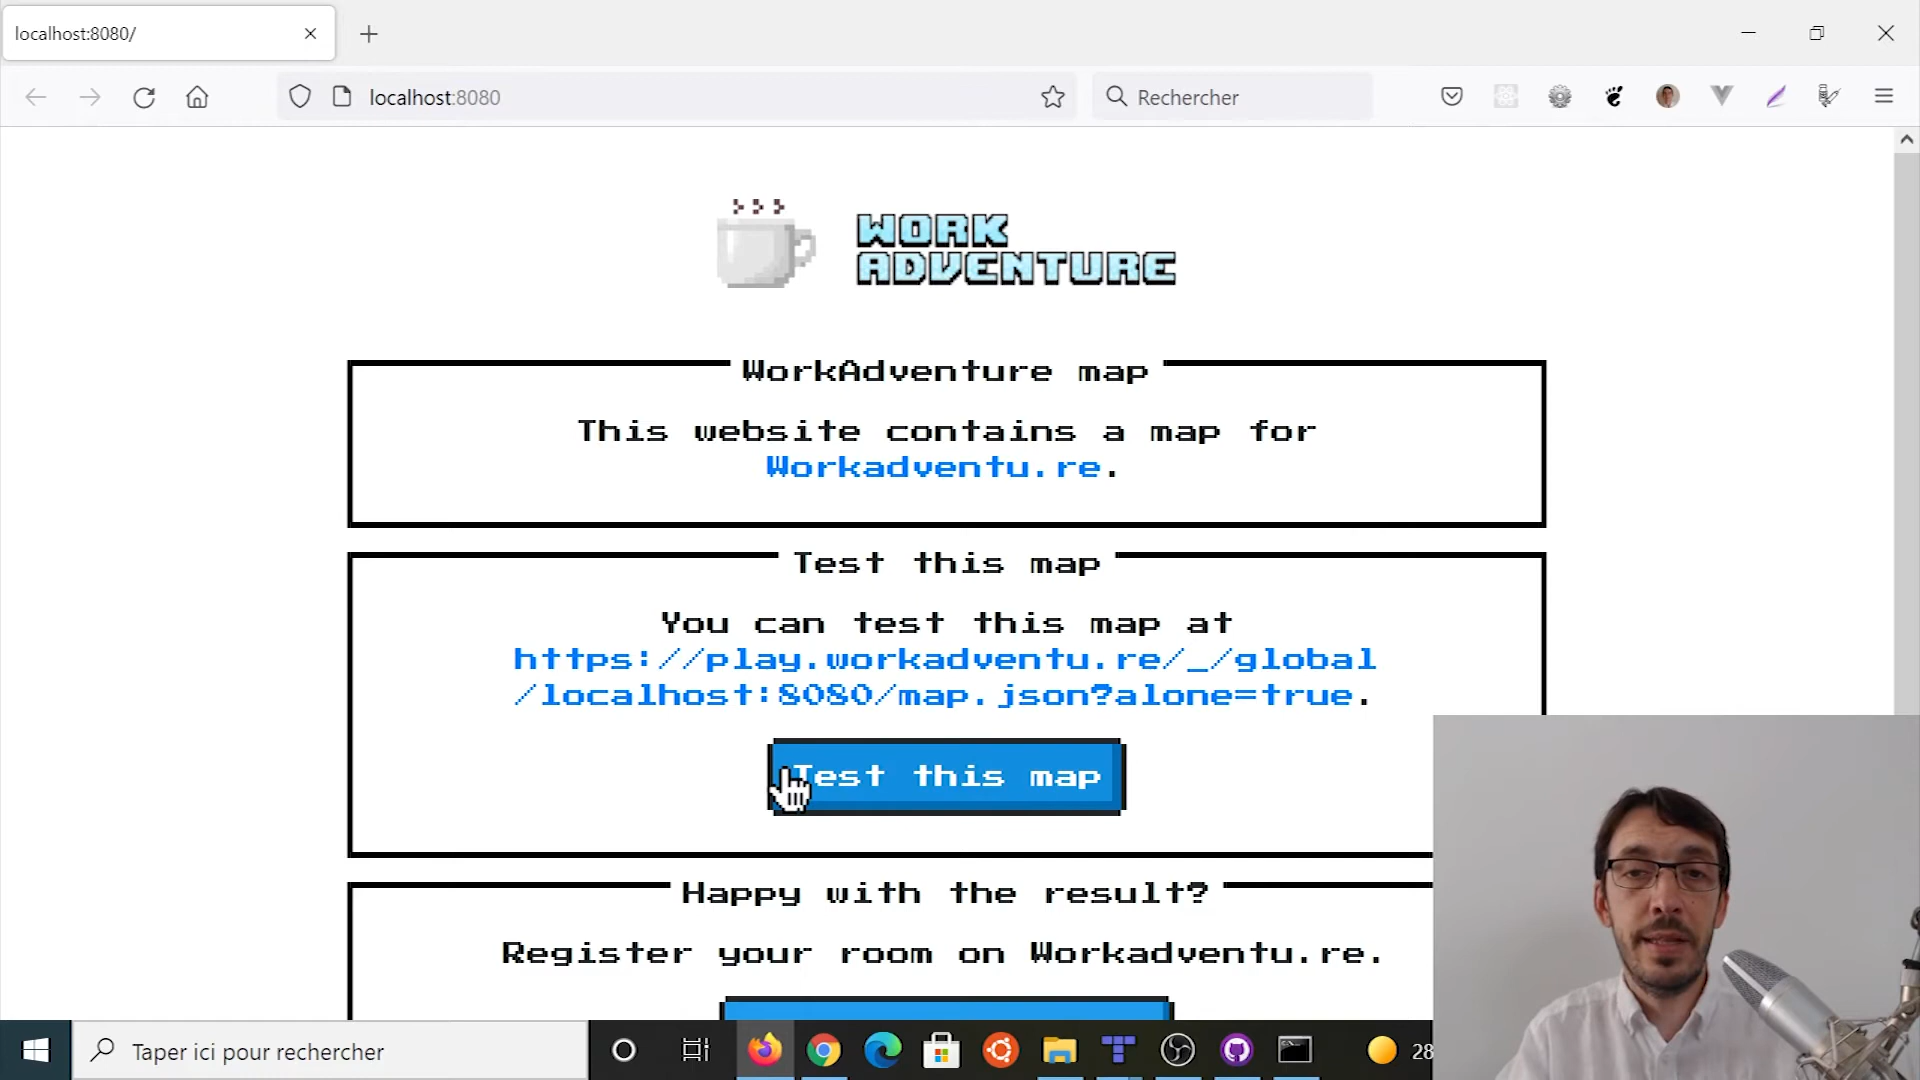 localhost:8080/
localhost:8080
Rechercher
WORK
ADVENTURE
WorkAdventure map
This website contains a map for
Workadventu.re.
Test this map
You can test this map at
https://play.workadventu.re/_/global
/localhost:8080/map.json?alone=true.
Test this map
Happy with the result?
Register your room on Workadventu.re.
Taper ici pour rechercher
28